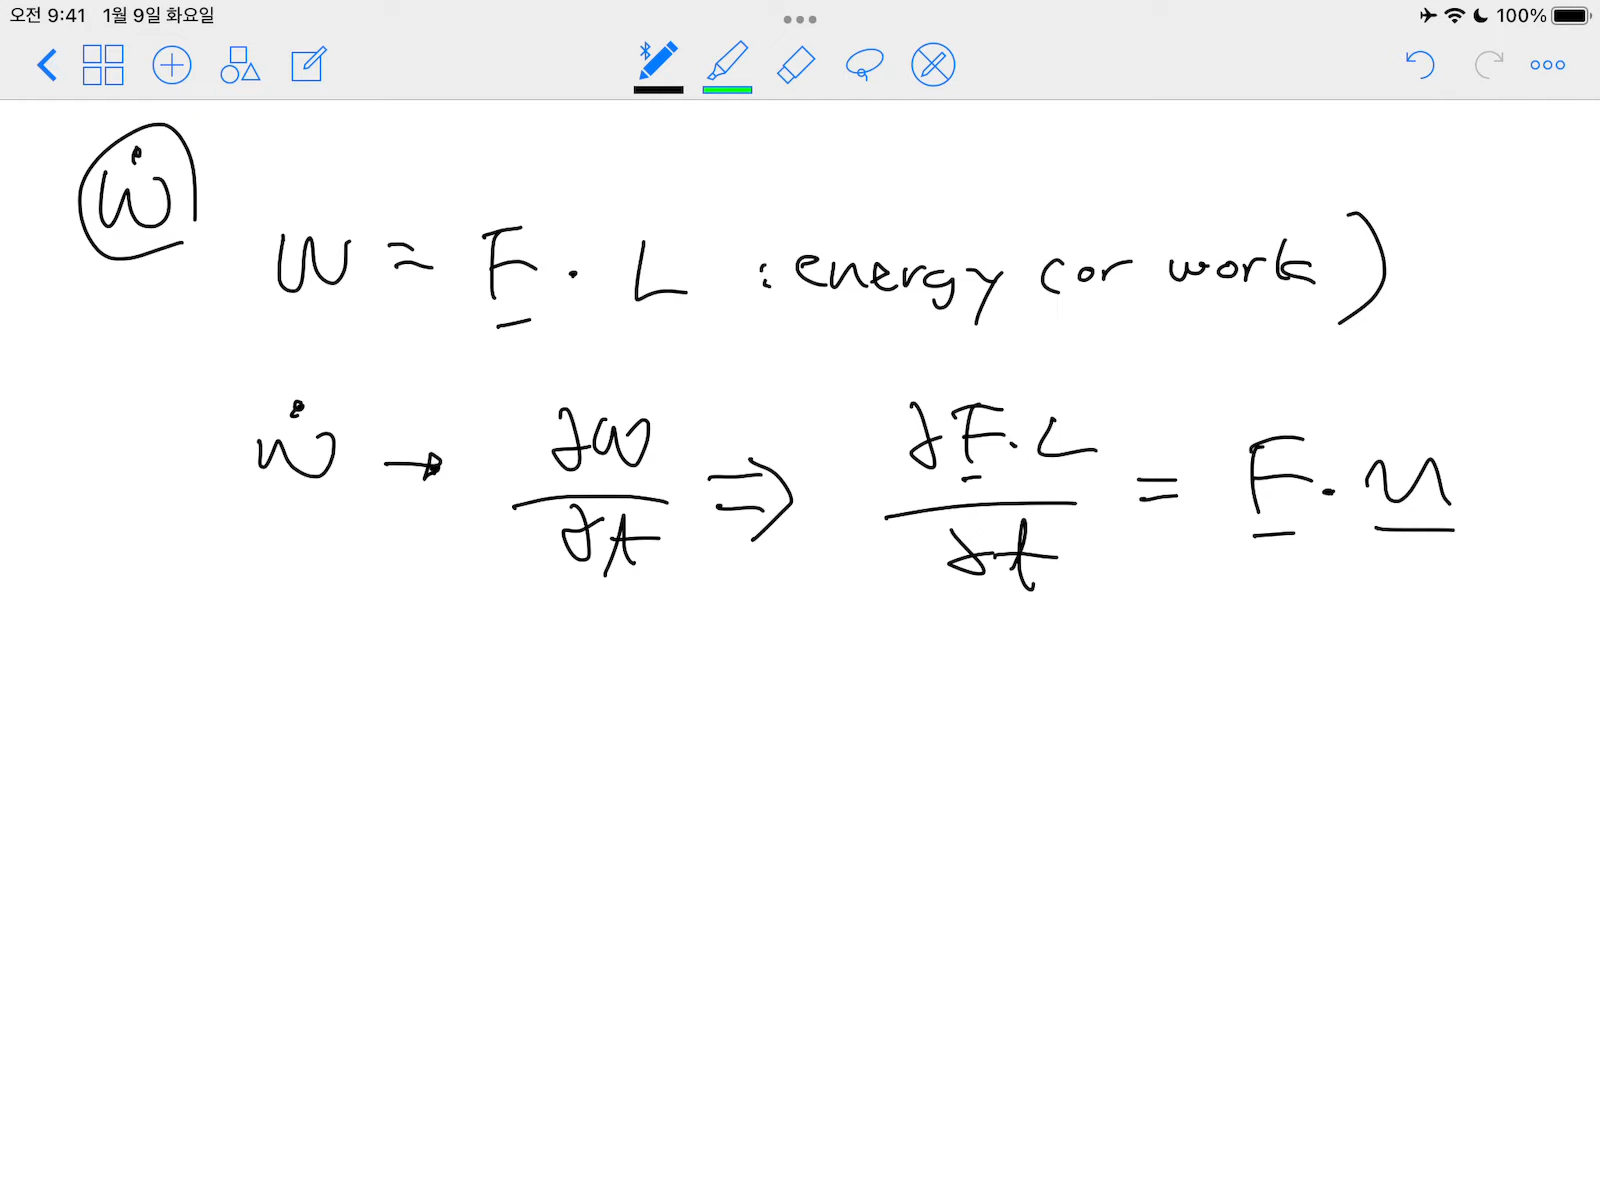 오전 9:41 1월 9일 화요일 100%
Ẇ
W = F · L : energy (or work)
Ẇ → ∂W/∂t ⇒ ∂F·L/∂t = F · u